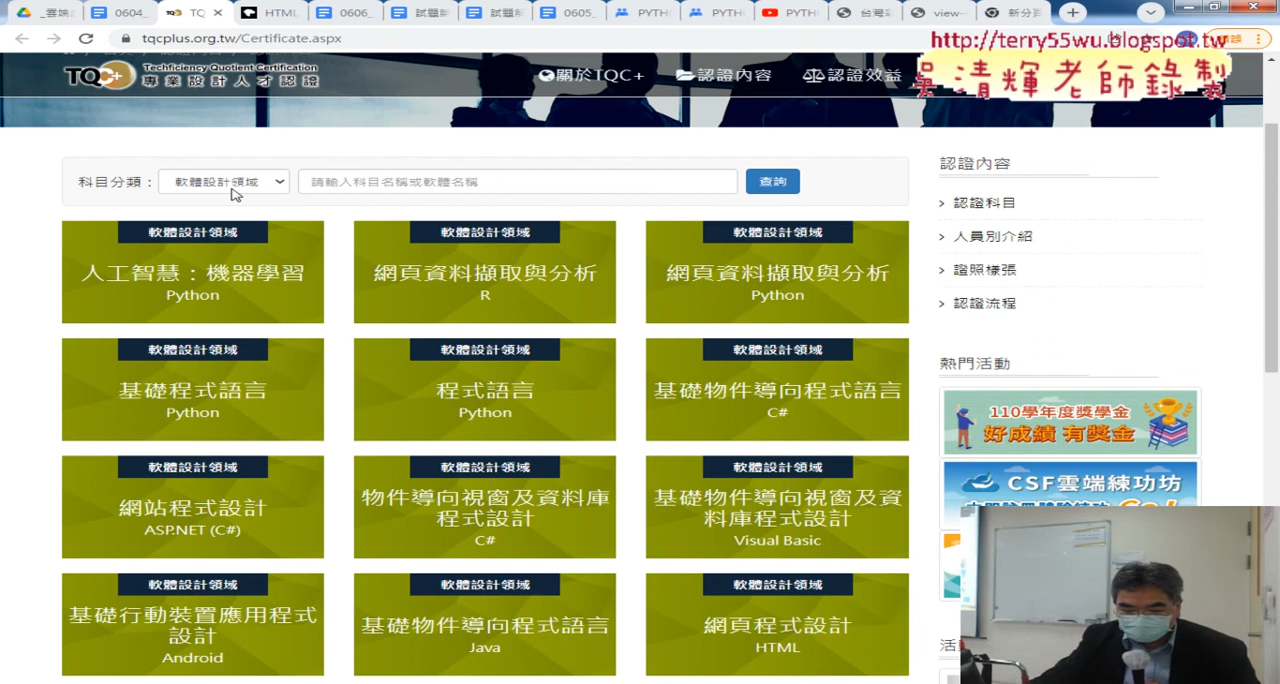 0604_
TQ
HTML
0606_
0605_
PYTH
PYTH
PYTH
台灣
view-
新分頁
tqcplus.org.tw/Certificate.aspx
http://terry55wu.blogspot.tw
吳清輝老師錄製
TQC+
Techficiency Quotient Certification
專業設計人才認證
關於TQC+
認證內容
認證效益
科目分類：
軟體設計領域
請輸入科目名稱或軟體名稱
查詢
軟體設計領域
人工智慧：機器學習
Python
軟體設計領域
網頁資料擷取與分析
R
軟體設計領域
網頁資料擷取與分析
Python
軟體設計領域
基礎程式語言
Python
軟體設計領域
程式語言
Python
軟體設計領域
基礎物件導向程式語言
C#
軟體設計領域
網站程式設計
ASP.NET (C#)
軟體設計領域
物件導向視窗及資料庫
程式設計
C#
軟體設計領域
基礎物件導向視窗及資
料庫程式設計
Visual Basic
軟體設計領域
基礎行動裝置應用程式
設計
Android
軟體設計領域
基礎物件導向程式語言
Java
軟體設計領域
網頁程式設計
HTML
認證內容
> 認證科目
> 人員別介紹
> 證照樣張
> 認證流程
熱門活動
110學年度獎學金
好成績 有獎金
CSF雲端練功坊